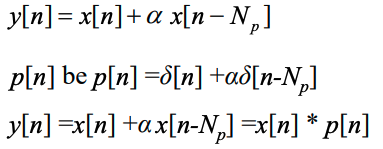 y[n] = x[n] + α x[n − N_p]
p[n] be p[n] =δ[n] +αδ[n-N_p]
y[n] =x[n] +α x[n-N_p] =x[n] * p[n]